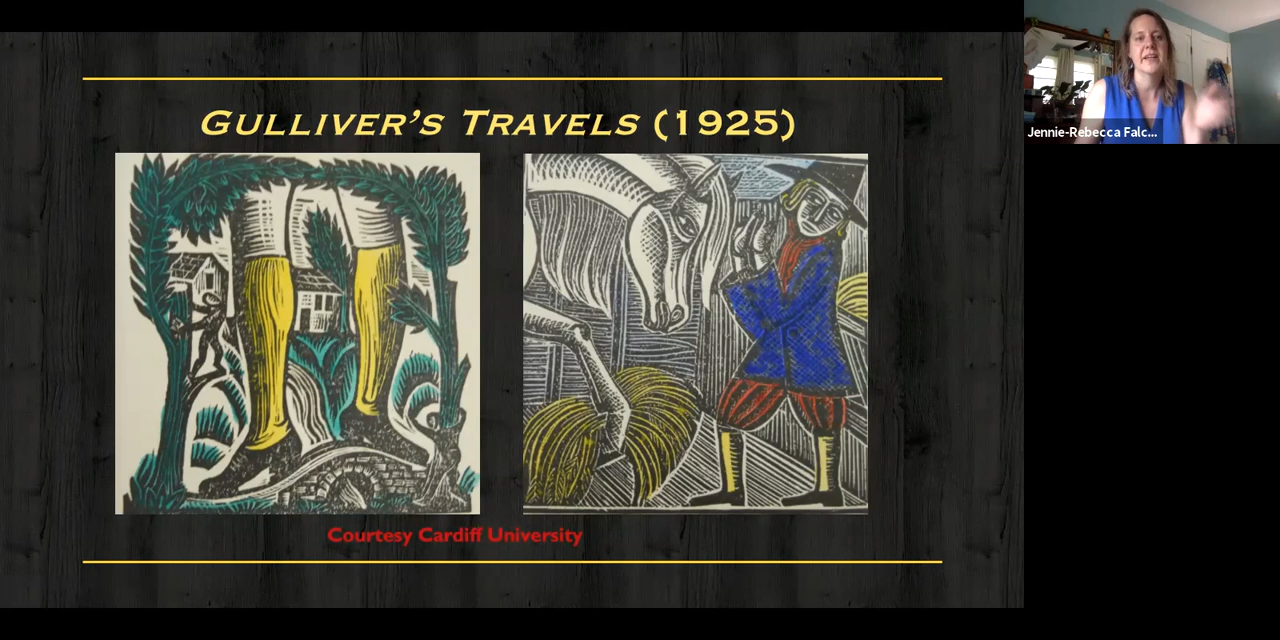 GULLIVER'S TRAVELS (1925)
Courtesy Cardiff University
Jennie-Rebecca Falc...